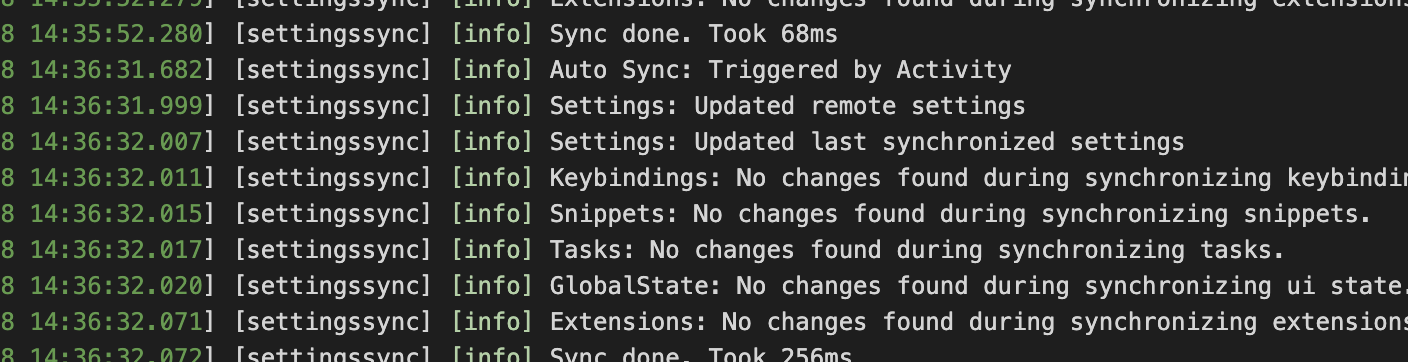 8 14:35:52.279] [settingssync] [info] Extensions: No changes found during synchronizing extensions
8 14:35:52.280] [settingssync] [info] Sync done. Took 68ms
8 14:36:31.682] [settingssync] [info] Auto Sync: Triggered by Activity
8 14:36:31.999] [settingssync] [info] Settings: Updated remote settings
8 14:36:32.007] [settingssync] [info] Settings: Updated last synchronized settings
8 14:36:32.011] [settingssync] [info] Keybindings: No changes found during synchronizing keybindin
8 14:36:32.015] [settingssync] [info] Snippets: No changes found during synchronizing snippets.
8 14:36:32.017] [settingssync] [info] Tasks: No changes found during synchronizing tasks.
8 14:36:32.020] [settingssync] [info] GlobalState: No changes found during synchronizing ui state.
8 14:36:32.071] [settingssync] [info] Extensions: No changes found during synchronizing extensions
8 14:36:32.072] [settingssync] [info] Sync done. Took 256ms